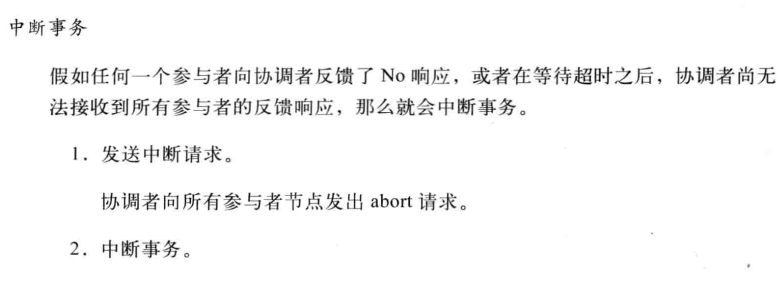 中断事务
假如任何一个参与者向协调者反馈了 No 响应，或者在等待超时之后，协调者尚无
法接收到所有参与者的反馈响应，那么就会中断事务。
1．发送中断请求。
协调者向所有参与者节点发出 abort 请求。
2．中断事务。